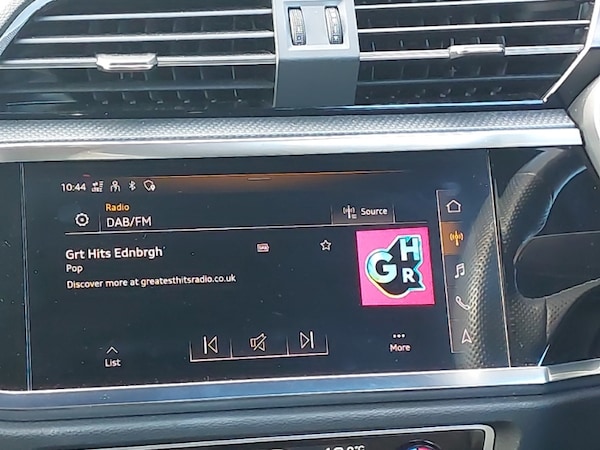 10:44
Radio
DAB/FM
Source
Grt Hits Ednbrgh
Pop
Discover more at greatesthitsradio.co.uk
GHR
List
More